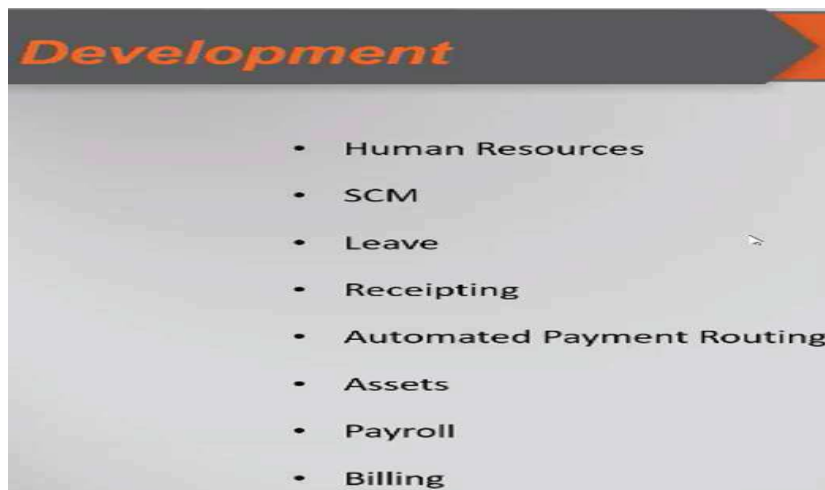 Development
• Human Resources
• SCM
• Leave
• Receipting
• Automated Payment Routing
• Assets
• Payroll
• Billing